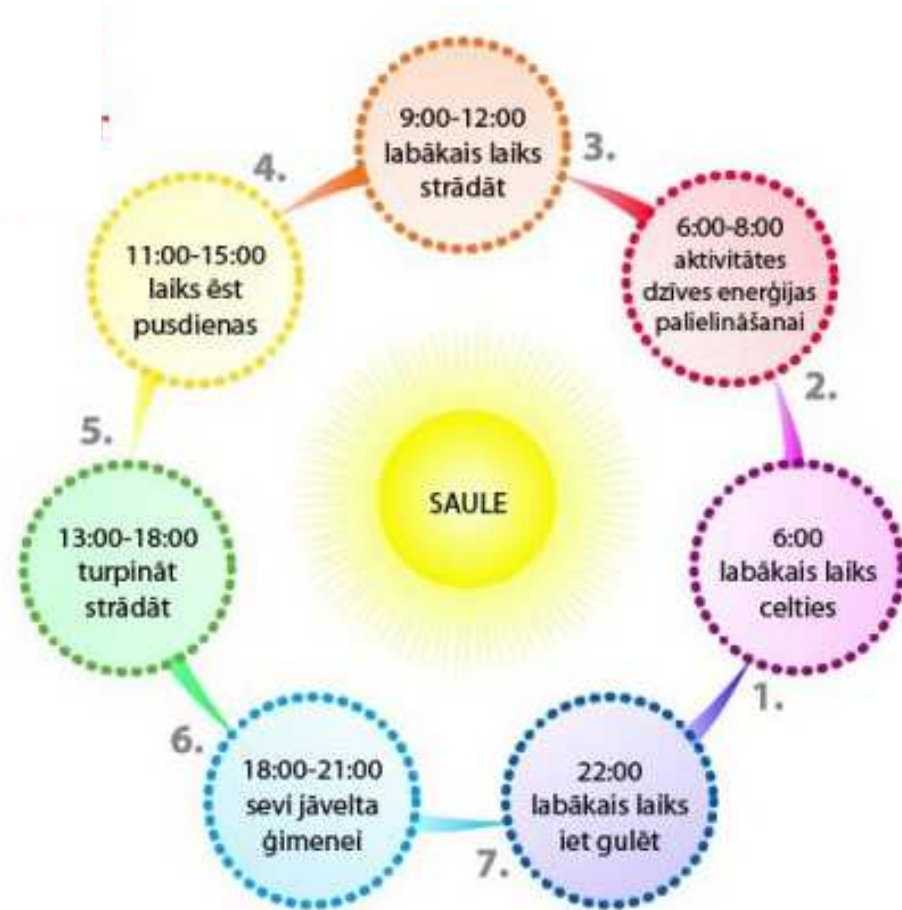 9:00-12:00
labākais laiks
strādāt
3.
4.
6:00-8:00
aktivitātes
dzīves enerģijas
palielināšanai
11:00-15:00
laiks ēst
pusdienas
2.
5.
SAULE
13:00-18:00
turpināt
strādāt
6:00
labākais laiks
celties
1.
6.
18:00-21:00
sevi jāvelta
ģimenei
22:00
labākais laiks
iet gulēt
7.